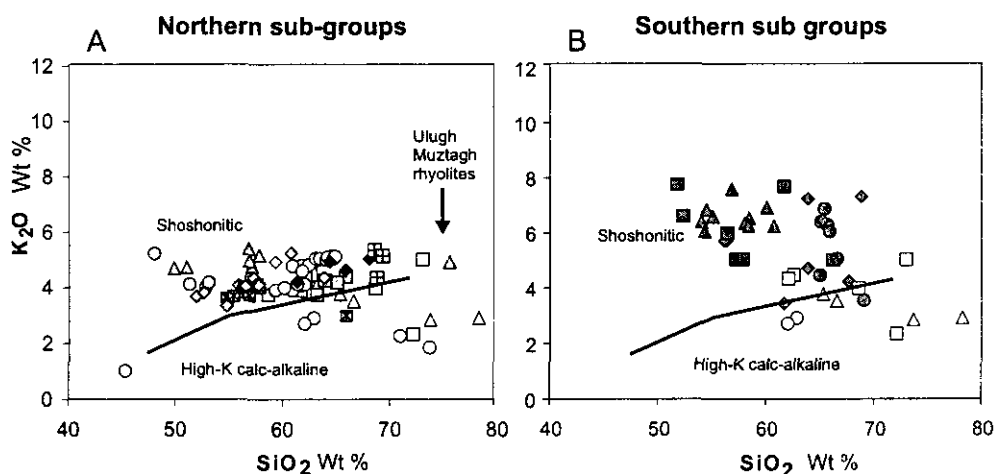 Northern sub-groups
A
12
10
8
6
4
2
0
K2O Wt %
Shoshonitic
Ulugh
Muztagh
rhyolites
High-K calc-alkaline
40 50 60 70 80
SiO2 Wt %
Southern sub groups
B
12
10
8
6
4
2
0
Shoshonitic
High-K calc-alkaline
40 50 60 70 80
SiO2 Wt %